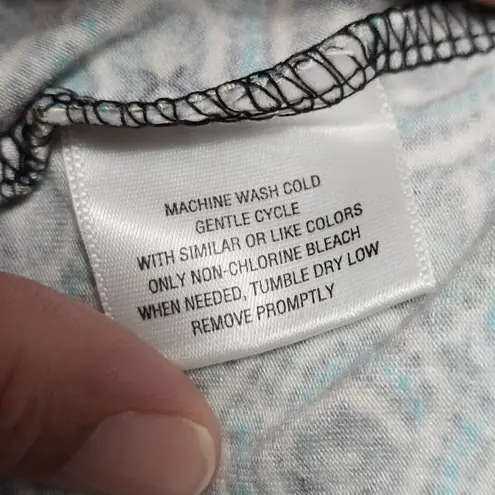 MACHINE WASH COLD
GENTLE CYCLE
WITH SIMILAR OR LIKE COLORS
ONLY NON-CHLORINE BLEACH
WHEN NEEDED, TUMBLE DRY LOW
REMOVE PROMPTLY